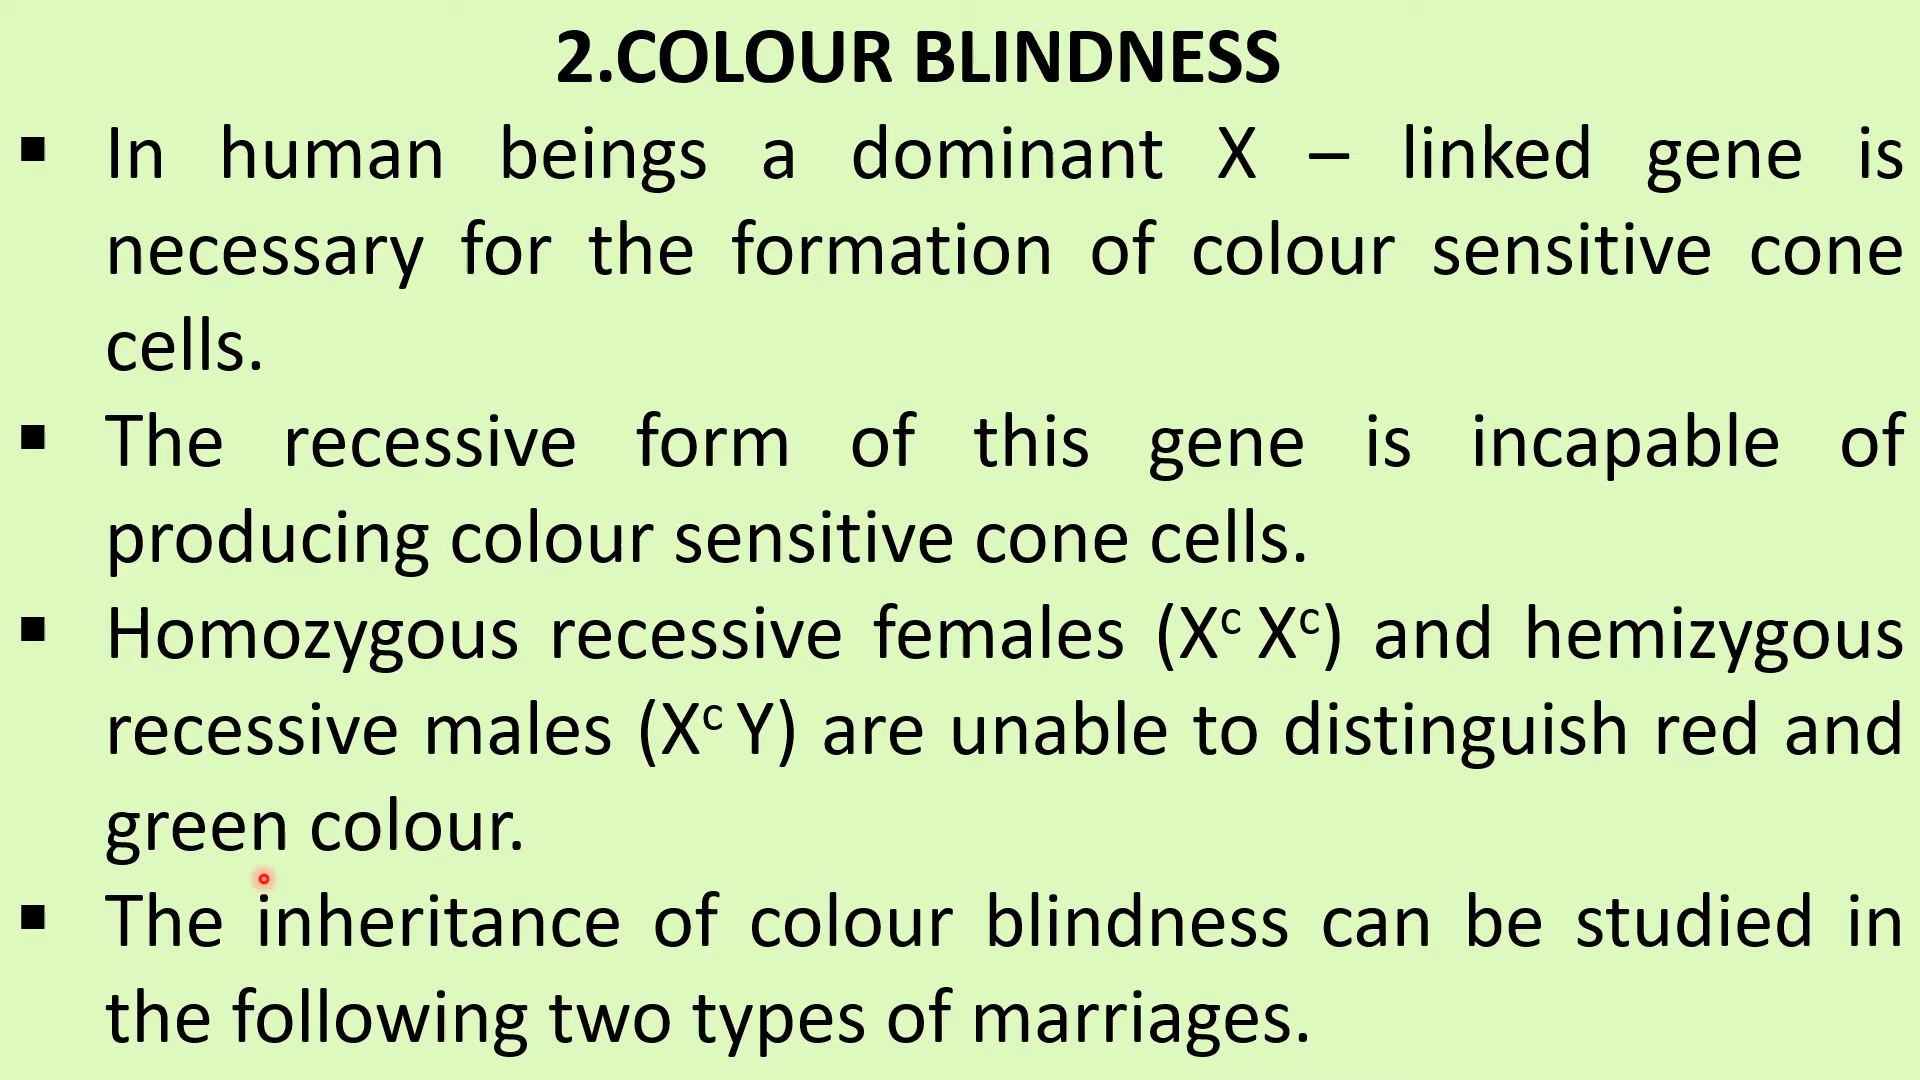 2.COLOUR BLINDNESS
▪ In human beings a dominant X – linked gene is
necessary for the formation of colour sensitive cone
cells.
▪ The recessive form of this gene is incapable of
producing colour sensitive cone cells.
▪ Homozygous recessive females (Xᶜ Xᶜ) and hemizygous
recessive males (Xᶜ Y) are unable to distinguish red and
green colour.
▪ The inheritance of colour blindness can be studied in
the following two types of marriages.